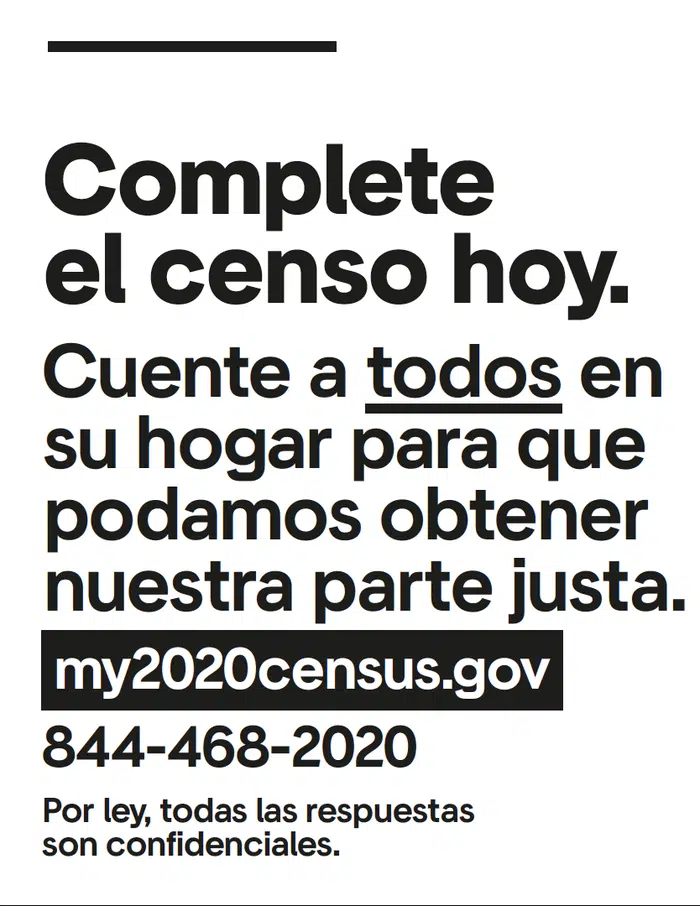 Complete
el censo hoy.
Cuente a todos en
su hogar para que
podamos obtener
nuestra parte justa.
my2020census.gov
844-468-2020
Por ley, todas las respuestas
son confidenciales.